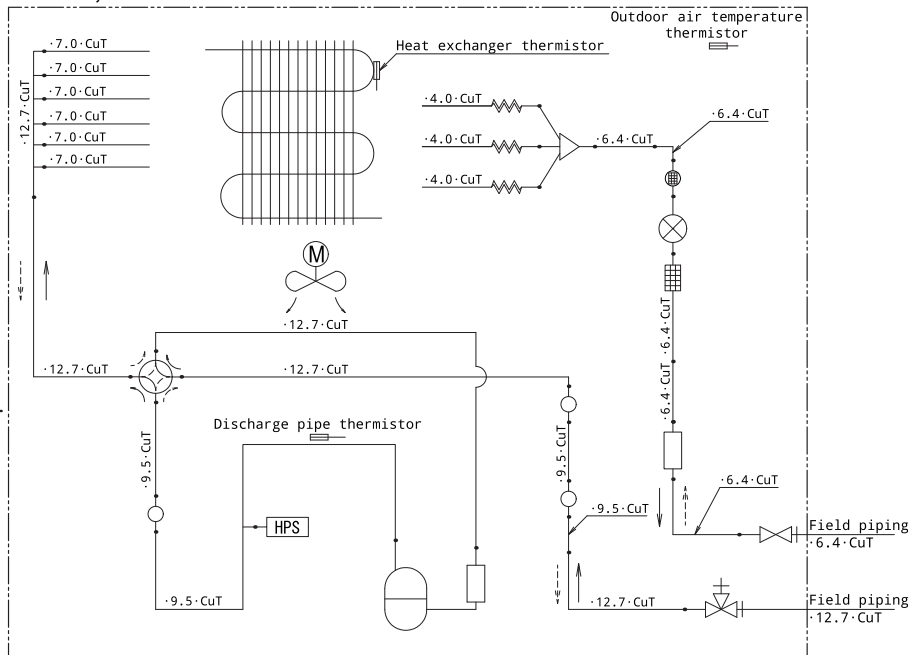 Outdoor air temperature
thermistor
Heat exchanger thermistor
·7.0·CuT
·7.0·CuT
·7.0·CuT
·7.0·CuT
·7.0·CuT
·7.0·CuT
·12.7·CuT
·4.0·CuT
·4.0·CuT
·4.0·CuT
·6.4·CuT
·6.4·CuT
M
·12.7·CuT
·12.7·CuT
·12.7·CuT
·6.4·CuT
·6.4·CuT
Discharge pipe thermistor
·9.5·CuT
·9.5·CuT
·6.4·CuT
·9.5·CuT
HPS
Field piping
·6.4·CuT
·9.5·CuT
·12.7·CuT
Field piping
·12.7·CuT